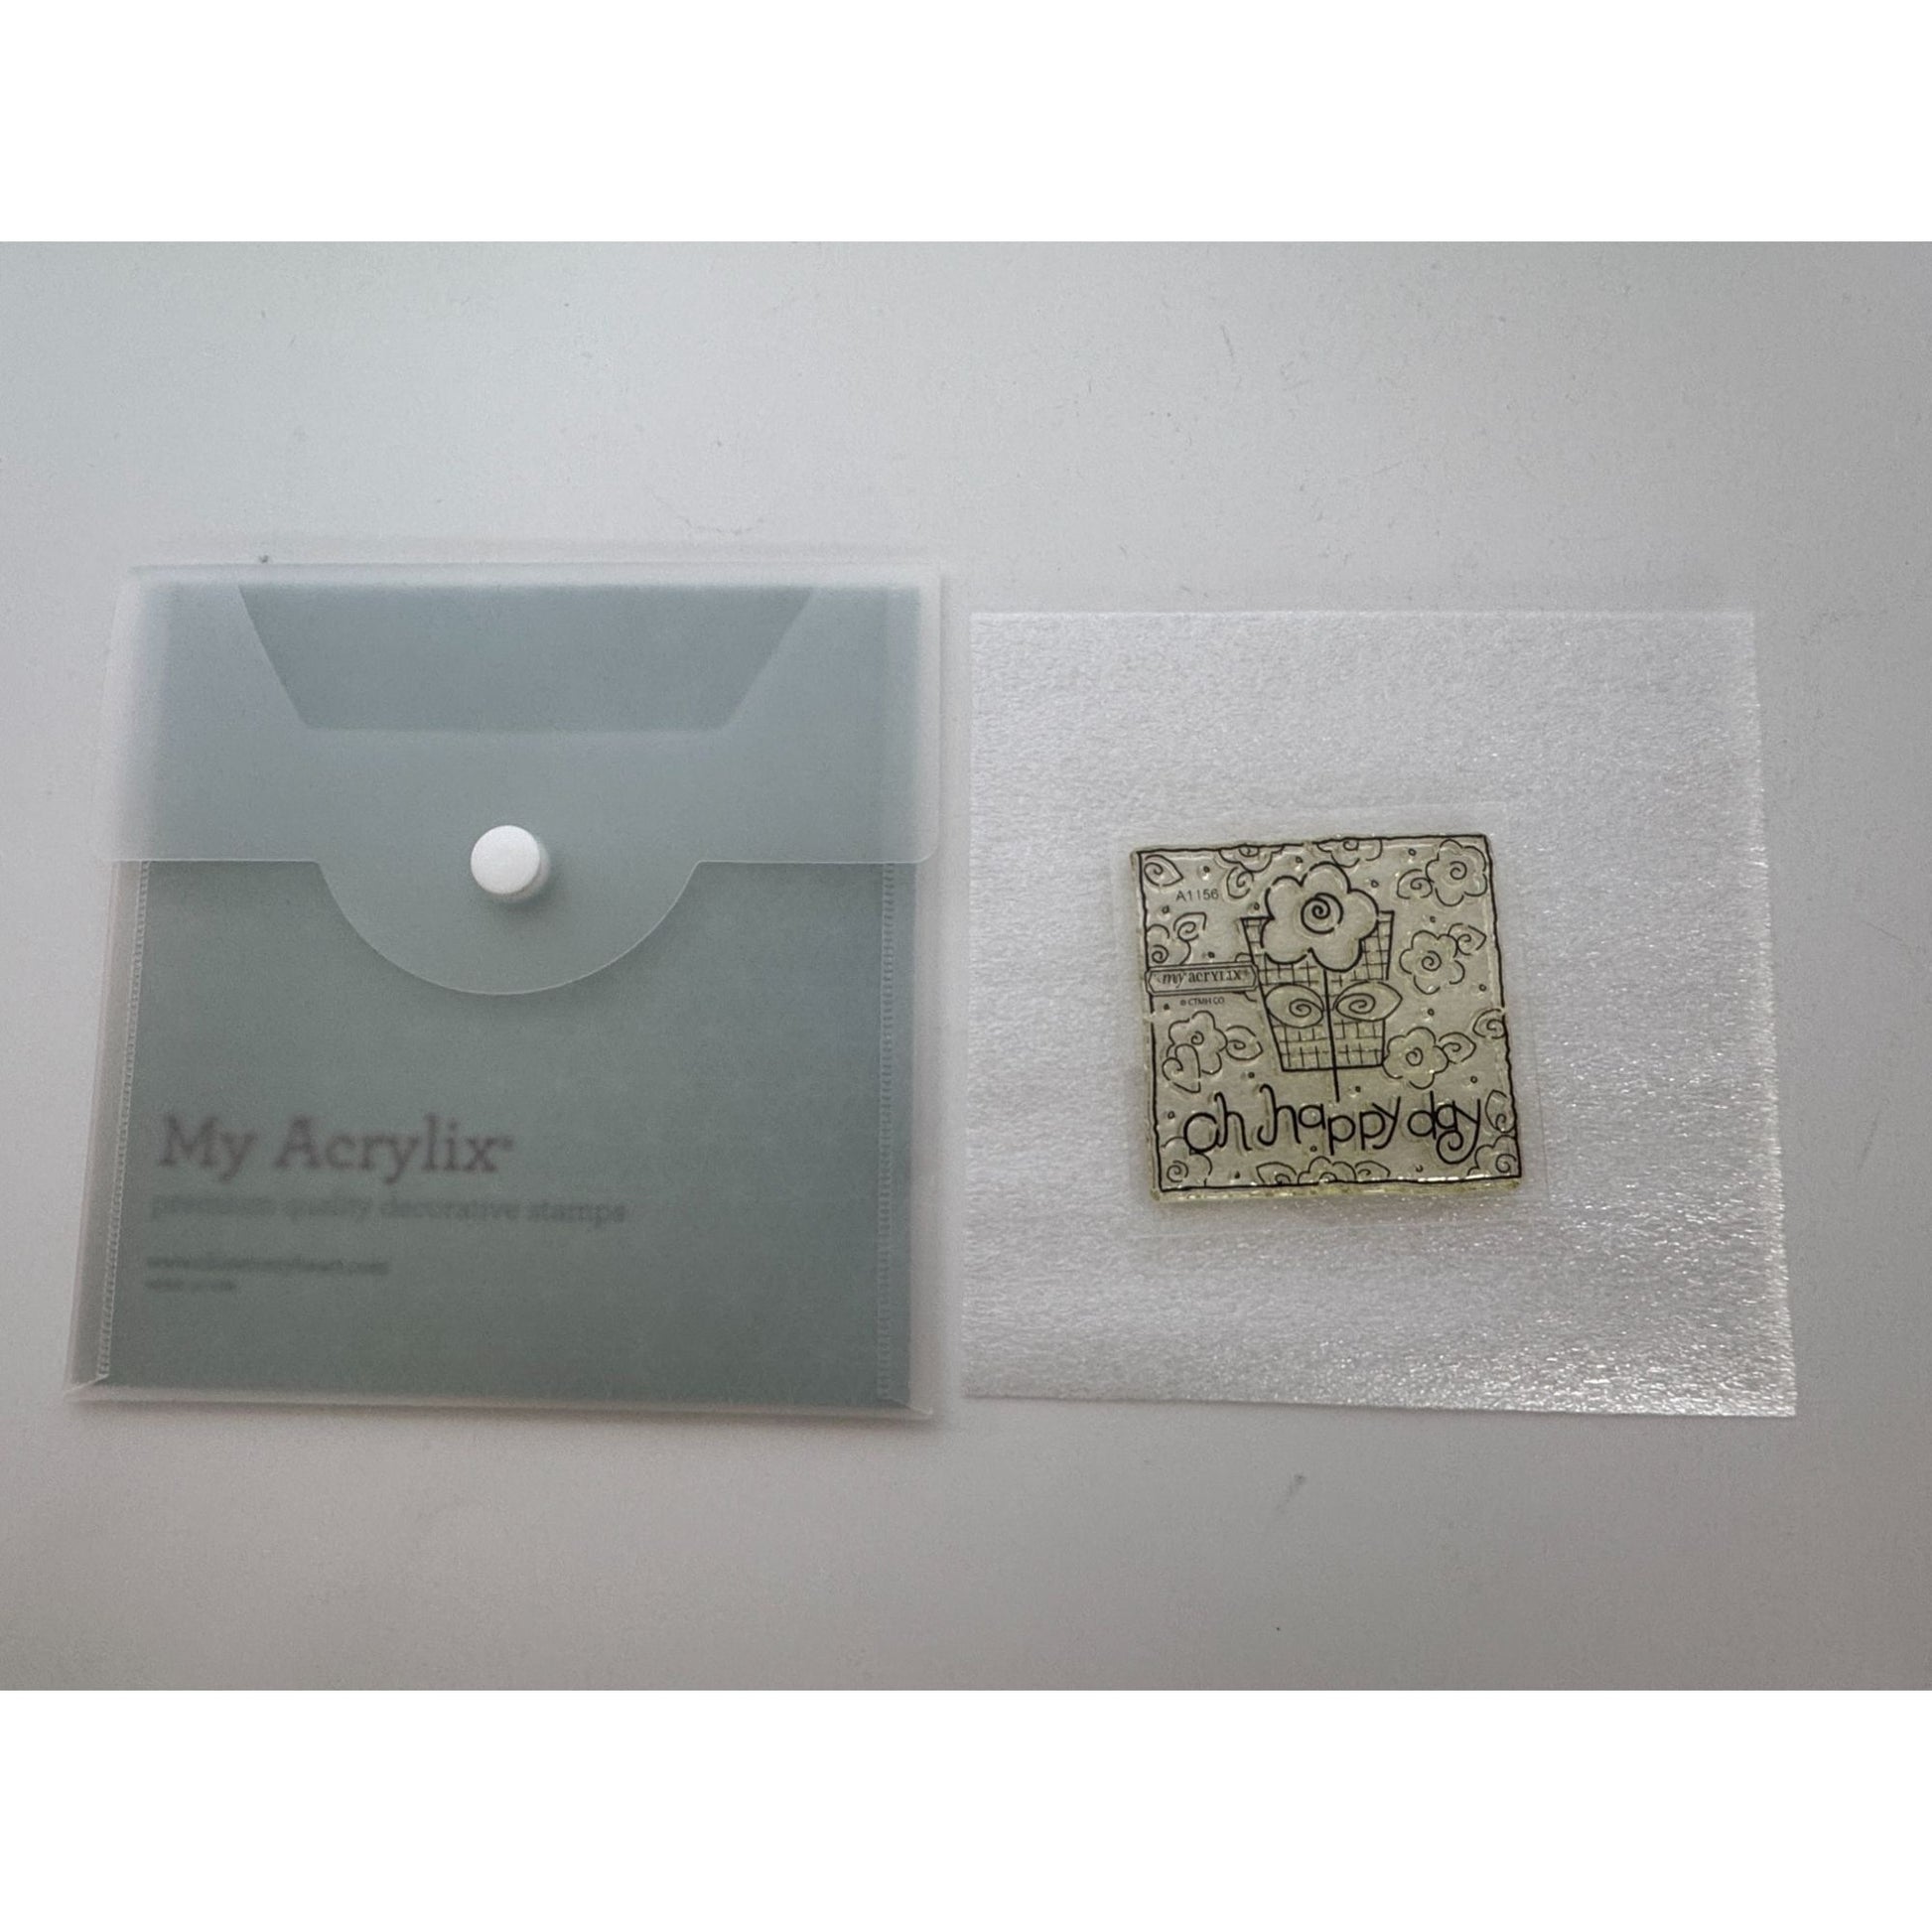 My Acrylix®
premium quality decorative stamps
A1156
my acrylix®
© CTMH CO
oh happy day